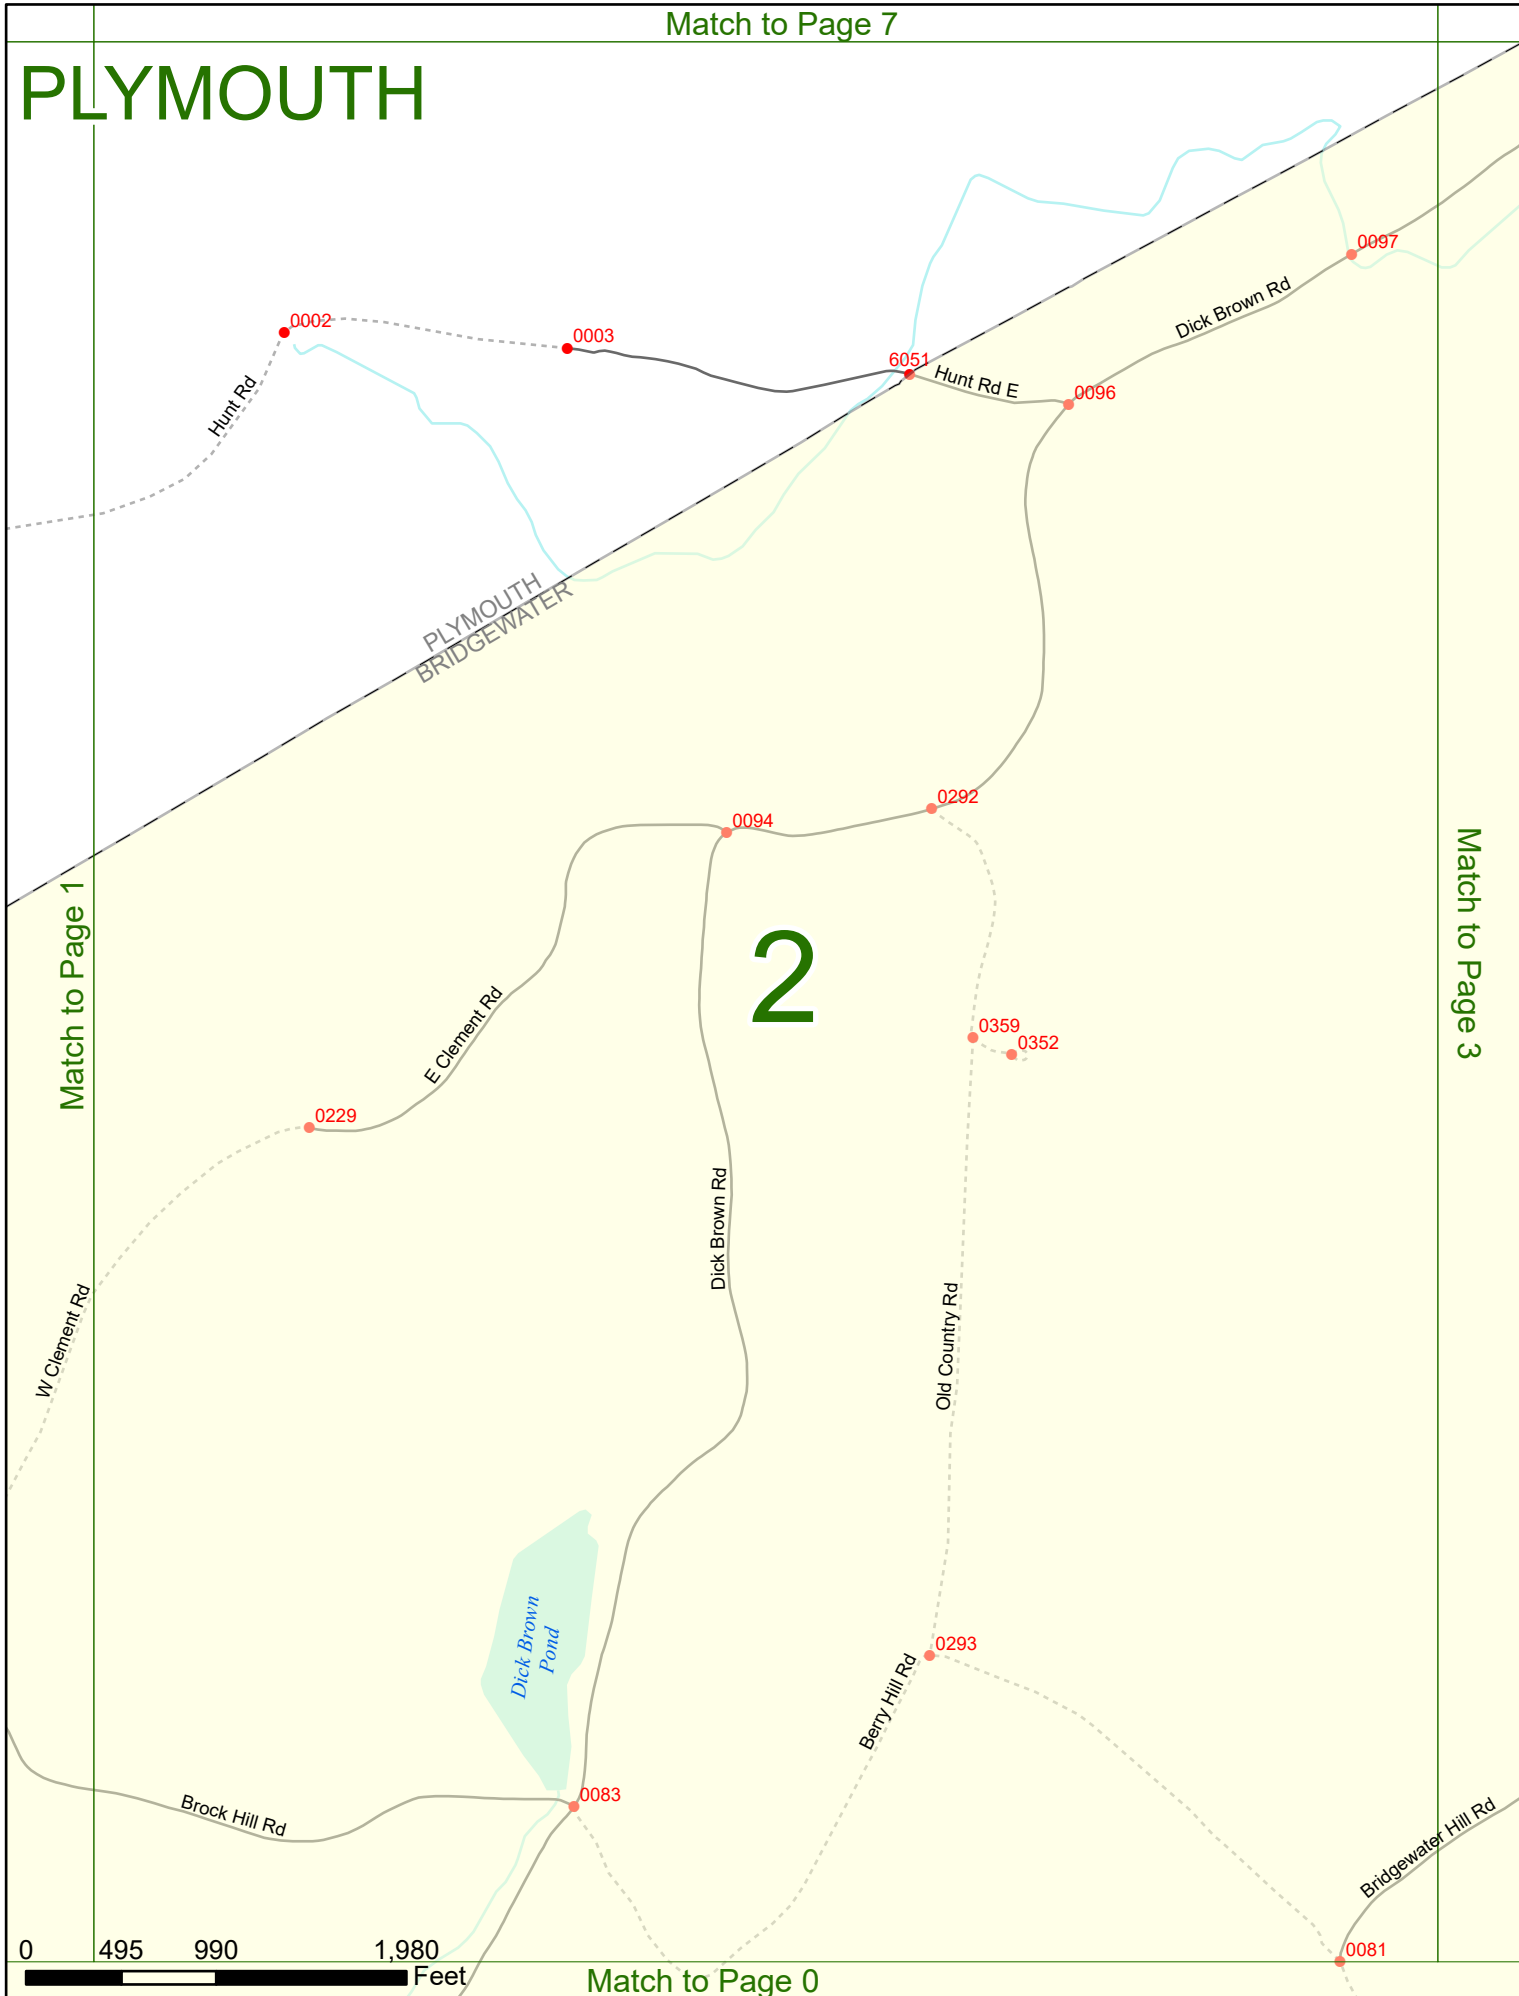 Match to Page 7
PLYMOUTH
0097
Dick Brown Rd
0002
0003
6051
Hunt Rd E
0096
Hunt Rd
PLYMOUTH
BRIDGEWATER
0292
0094
Match to Page 1
Match to Page 3
2
E Clement Rd
0359
0352
0229
Dick Brown Rd
Old Country Rd
W Clement Rd
Dick Brown
Pond
0293
Berry Hill Rd
0083
Brock Hill Rd
Bridgewater Hill Rd
0081
0 495 990 1,980
Feet
Match to Page 0